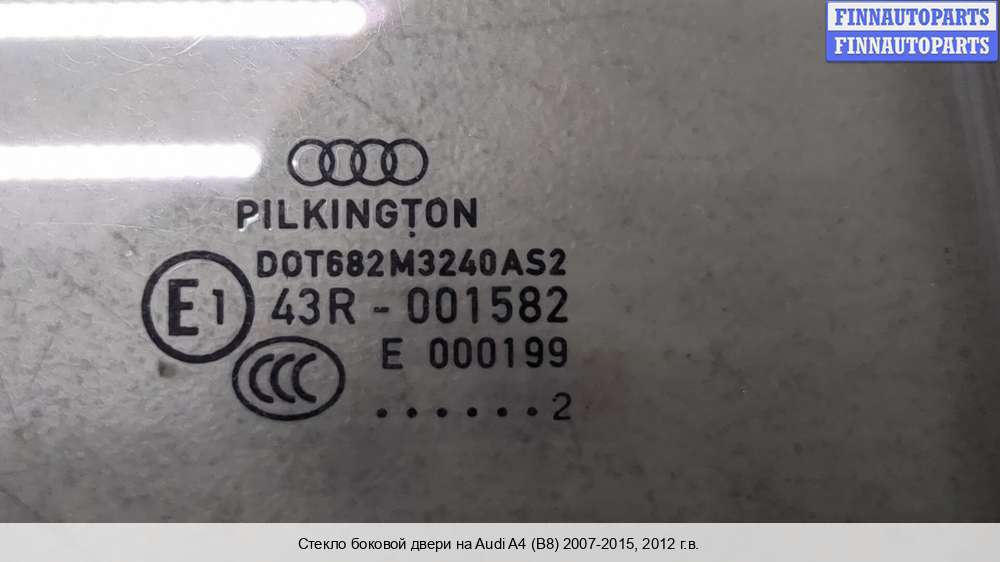 FINNAUTOPARTS
FINNAUTOPARTS
PILKINGTON
DOT682M3240AS2
E1
43R - 001582
E 000199
CCC
......2
Стекло боковой двери на Audi A4 (B8) 2007-2015, 2012 г.в.